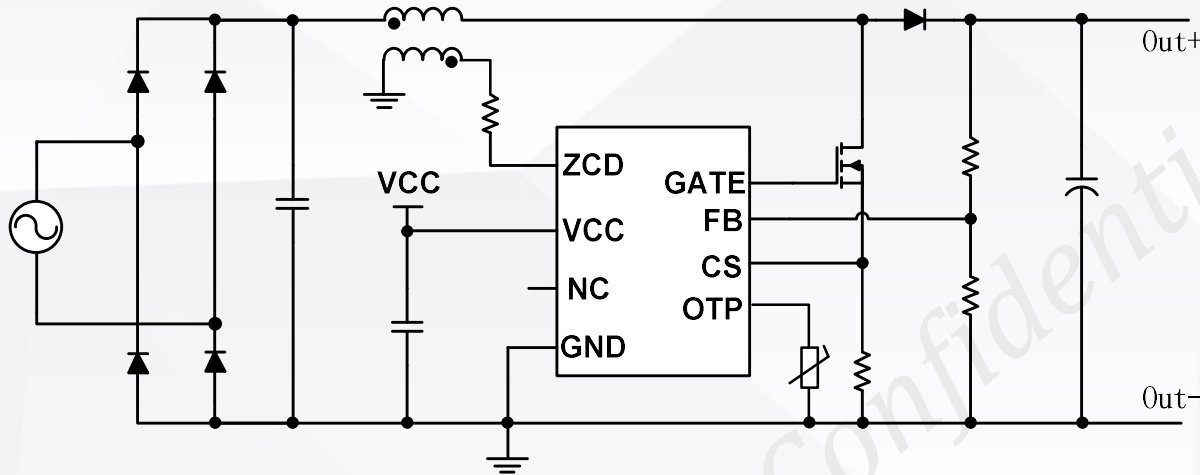 Out+
ZCD
VCC
GATE
VCC
FB
CS
NC
OTP
GND
Out-
Confidenti